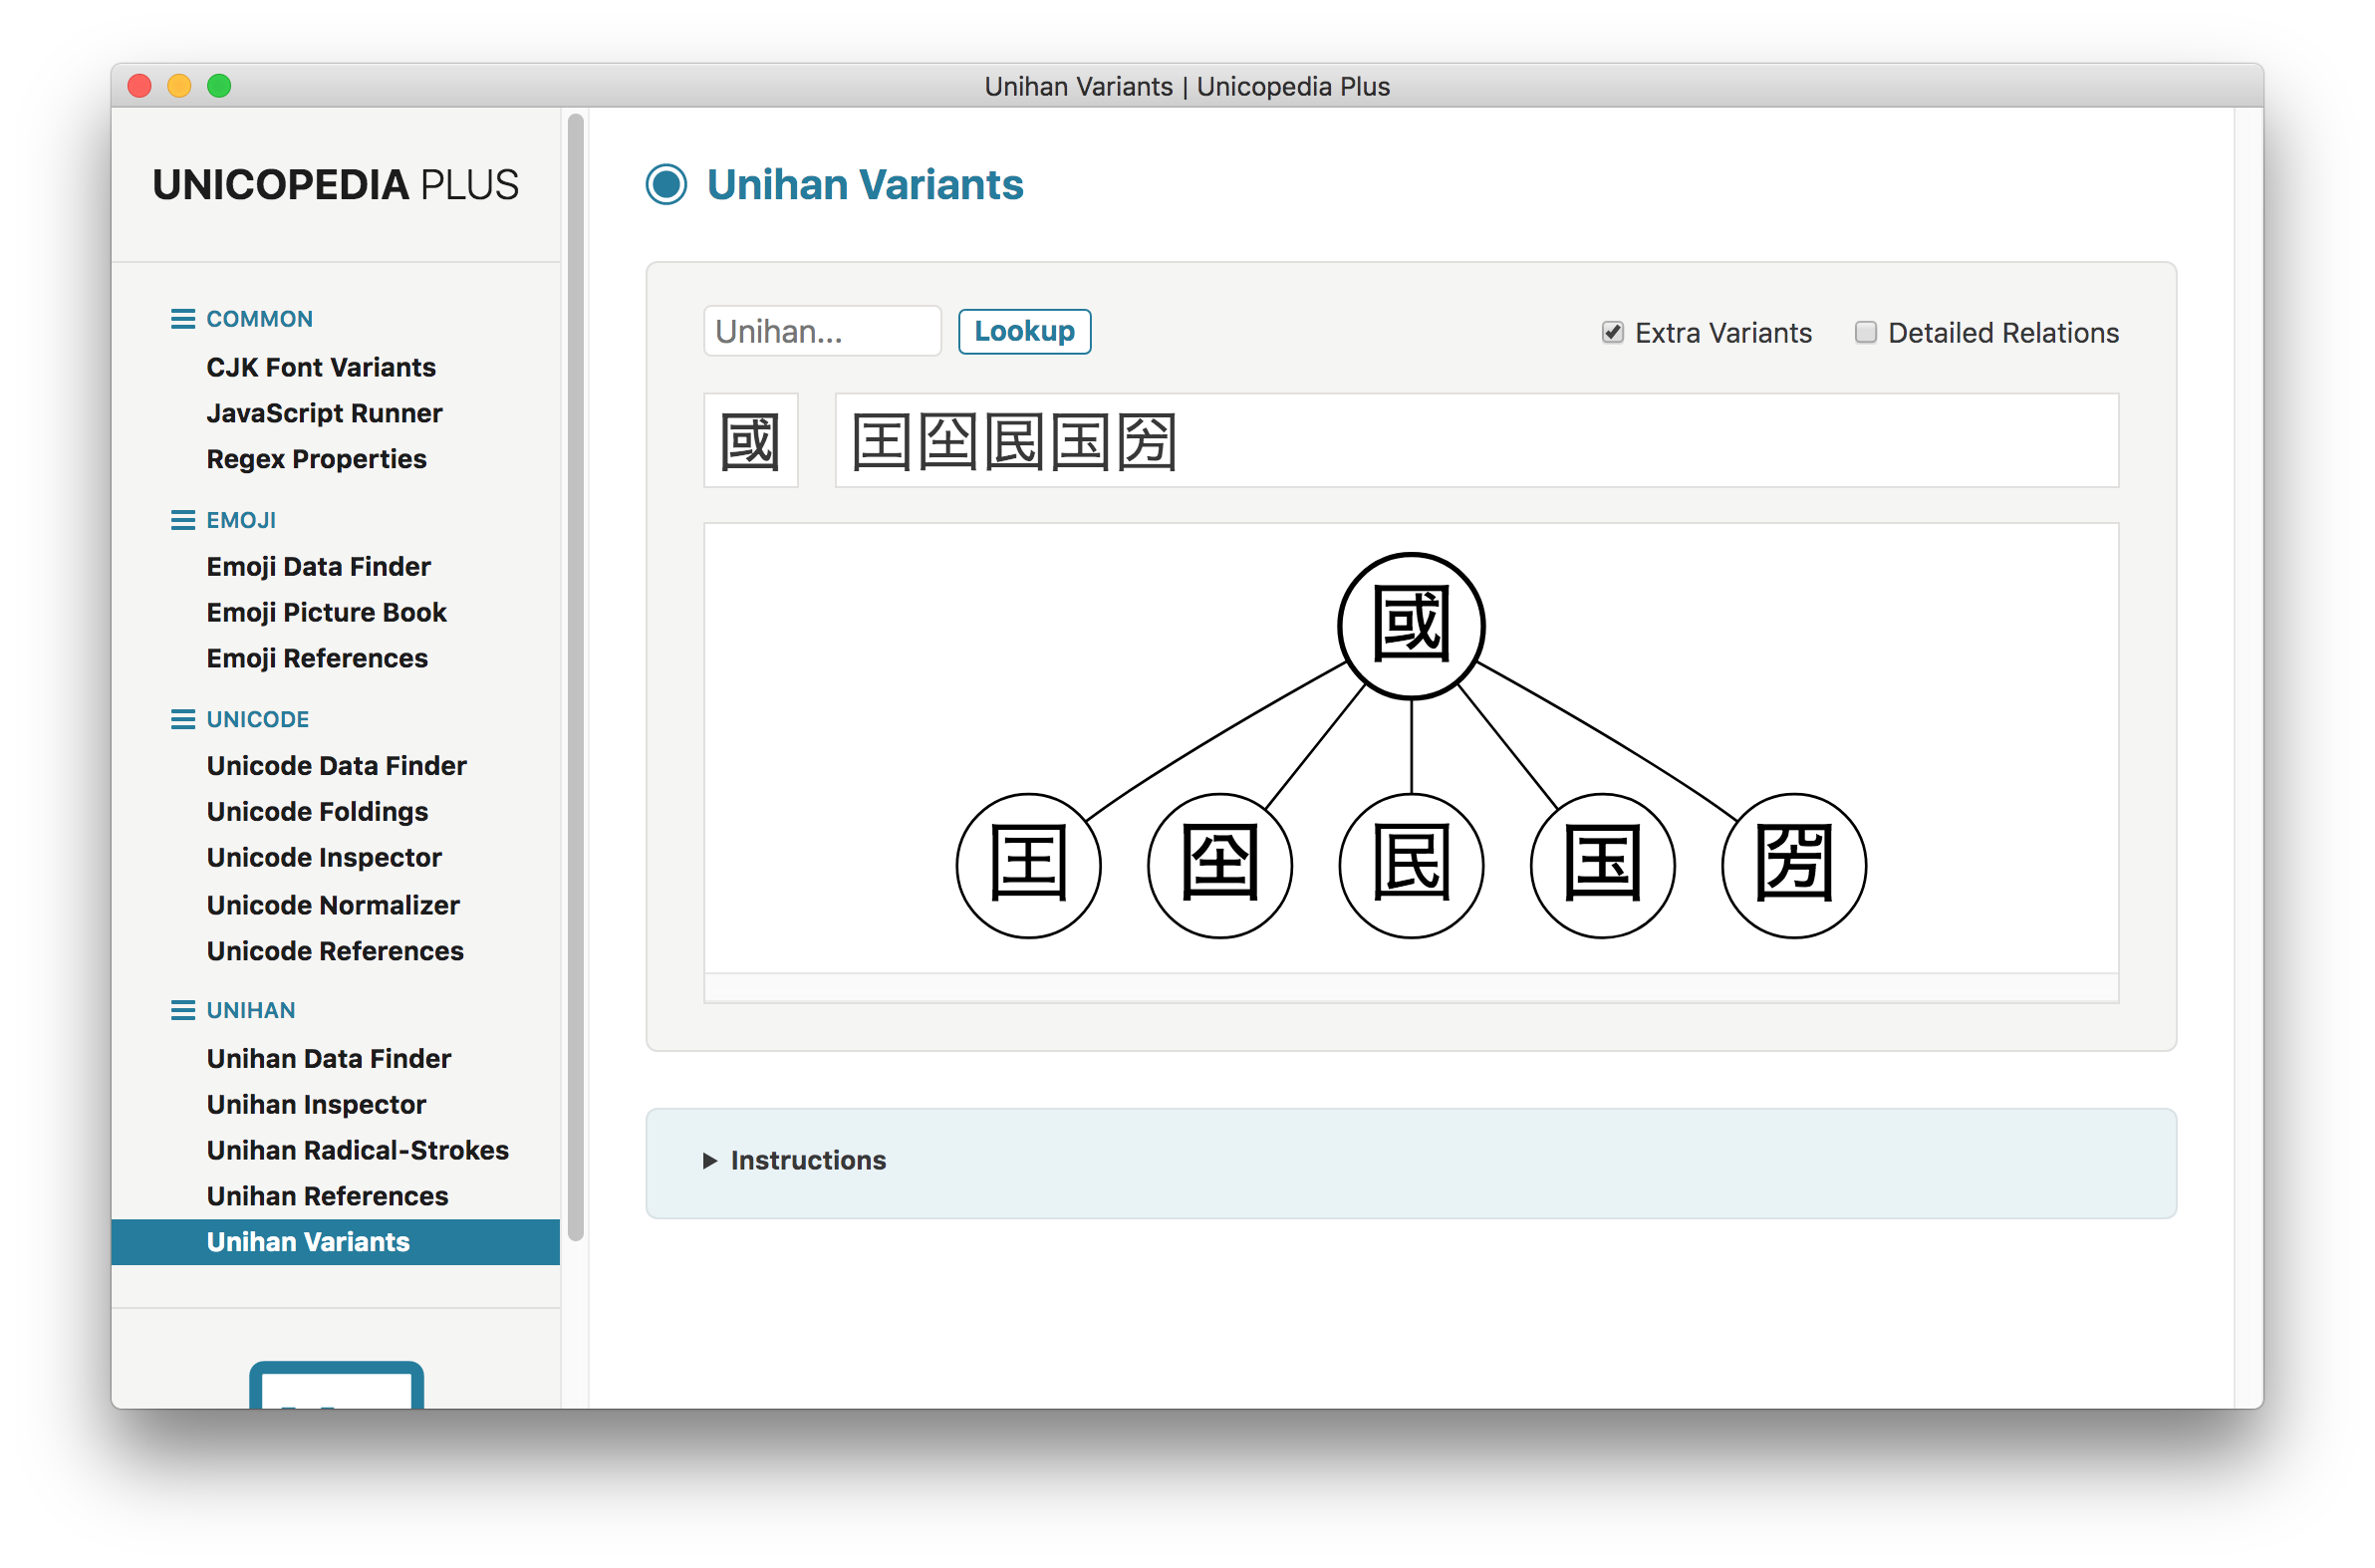 Unihan Variants | Unicopedia Plus
UNICOPEDIA PLUS
COMMON
CJK Font Variants
JavaScript Runner
Regex Properties
EMOJI
Emoji Data Finder
Emoji Picture Book
Emoji References
UNICODE
Unicode Data Finder
Unicode Foldings
Unicode Inspector
Unicode Normalizer
Unicode References
UNIHAN
Unihan Data Finder
Unihan Inspector
Unihan Radical-Strokes
Unihan References
Unihan Variants
Unihan Variants
Unihan... Lookup Extra Variants Detailed Relations
國 囯囶囻国圀
國
囯 囶 囻 国 圀
Instructions